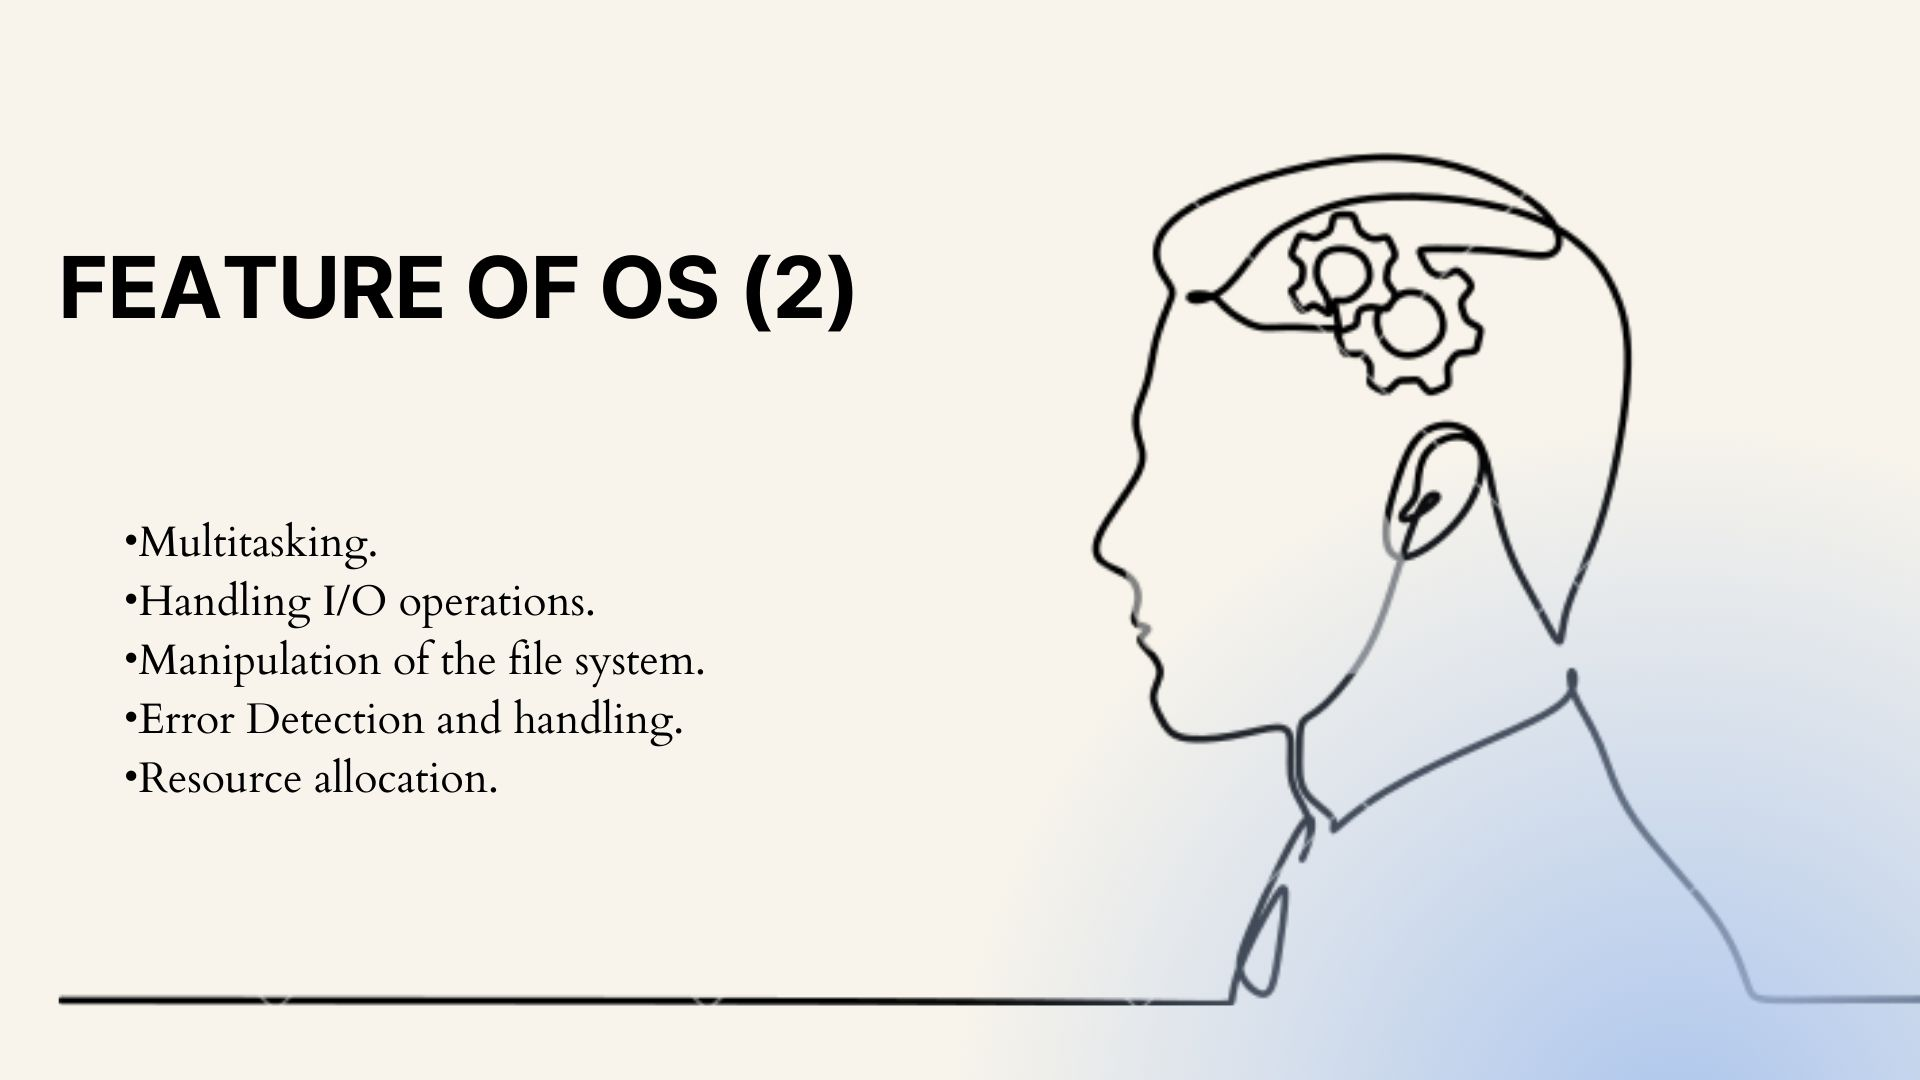 FEATURE OF OS (2)
•Multitasking.
•Handling I/O operations.
•Manipulation of the file system.
•Error Detection and handling.
•Resource allocation.